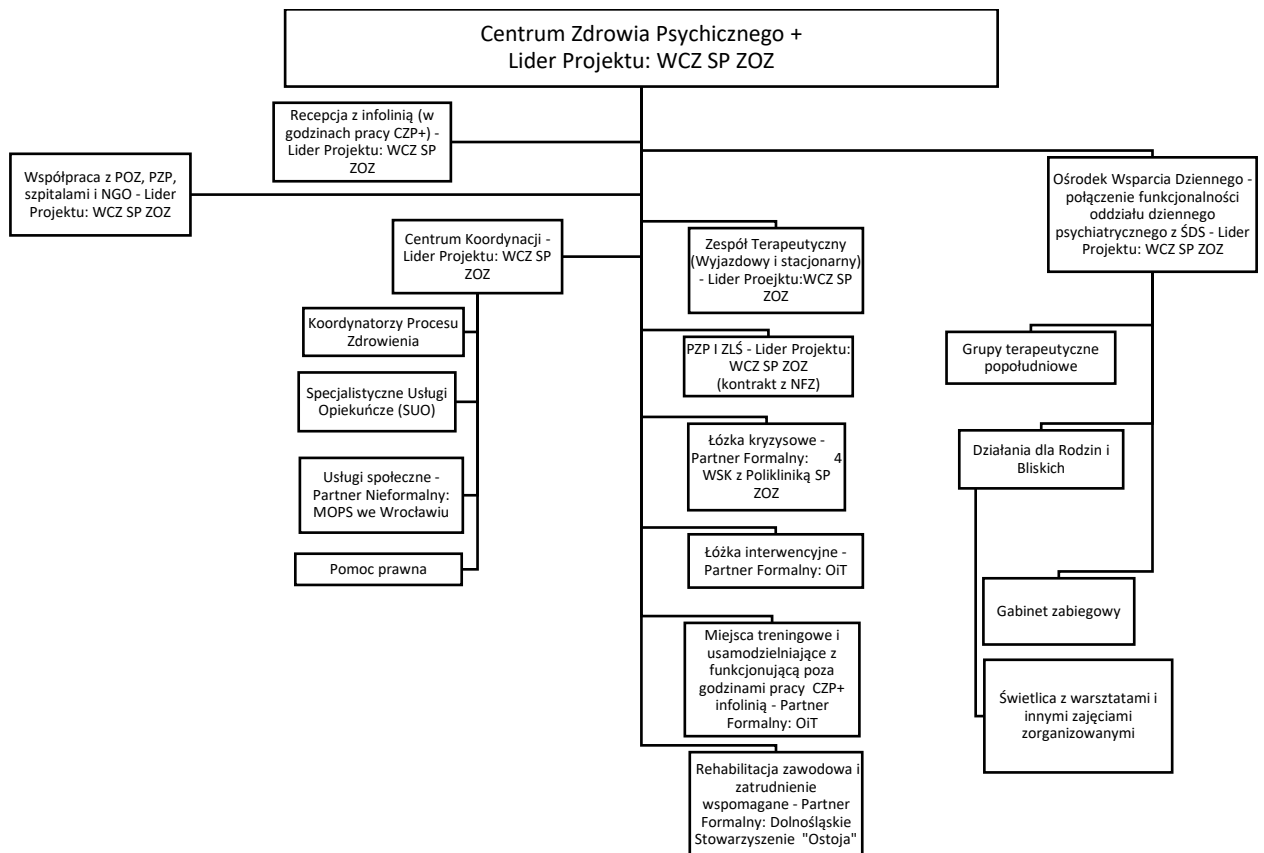 Centrum Zdrowia Psychicznego +
Lider Projektu: WCZ SP ZOZ
Recepcja z infolinią (w
godzinach pracy CZP+) -
Lider Projektu: WCZ SP
ZOZ
Współpraca z POZ, PZP,
szpitalami i NGO - Lider
Projektu: WCZ SP ZOZ
Ośrodek Wsparcia Dziennego -
połączenie funkcjonalności
oddziału dziennego
psychiatrycznego z ŚDS - Lider
Projektu: WCZ SP ZOZ
Centrum Koordynacji -
Lider Projektu: WCZ SP
ZOZ
Koordynatorzy Procesu
Zdrowienia
Specjalistyczne Usługi
Opiekuńcze (SUO)
Usługi społeczne -
Partner Nieformalny:
MOPS we Wrocławiu
Pomoc prawna
Zespół Terapeutyczny
(Wyjazdowy i stacjonarny)
- Lider Proejktu:WCZ SP
ZOZ
PZP I ZLŚ - Lider Projektu:
WCZ SP ZOZ
(kontrakt z NFZ)
Łózka kryzysowe -
Partner Formalny: 4
WSK z Polikliniką SP
ZOZ
Łóżka interwencyjne -
Partner Formalny: OiT
Miejsca treningowe i
usamodzielniające z
funkcjonującą poza
godzinami pracy CZP+
infolinią - Partner
Formalny: OiT
Rehabilitacja zawodowa i
zatrudnienie
wspomagane - Partner
Formalny: Dolnośląskie
Stowarzyszenie "Ostoja"
Grupy terapeutyczne
popołudniowe
Działania dla Rodzin i
Bliskich
Gabinet zabiegowy
Świetlica z warsztatami i
innymi zajęciami
zorganizowanymi